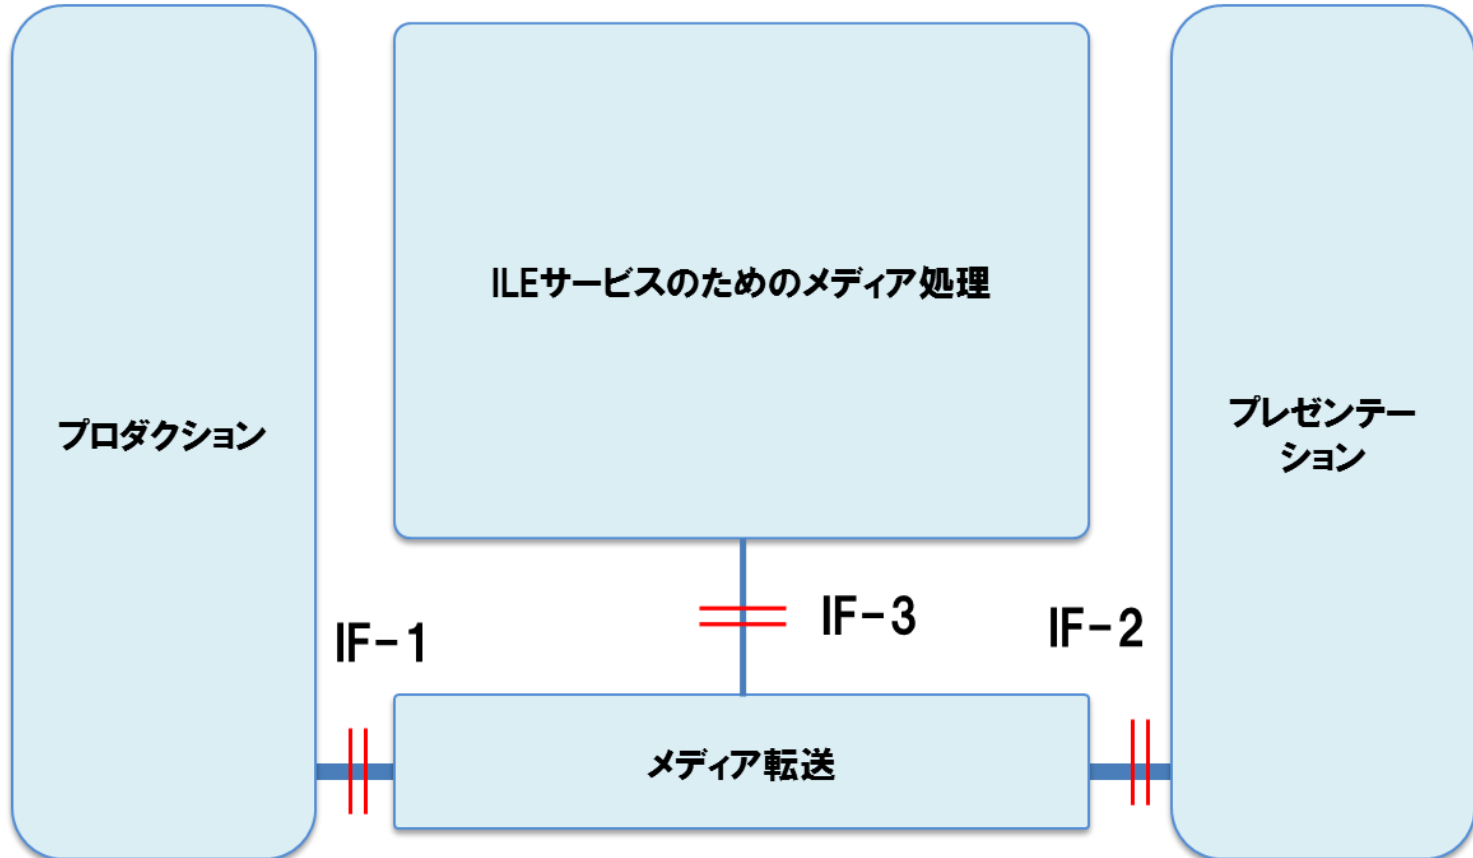 ILEサービスのためのメディア処理
プロダクション
プレゼンテー
ション
IF-1
IF-3
IF-2
メディア転送